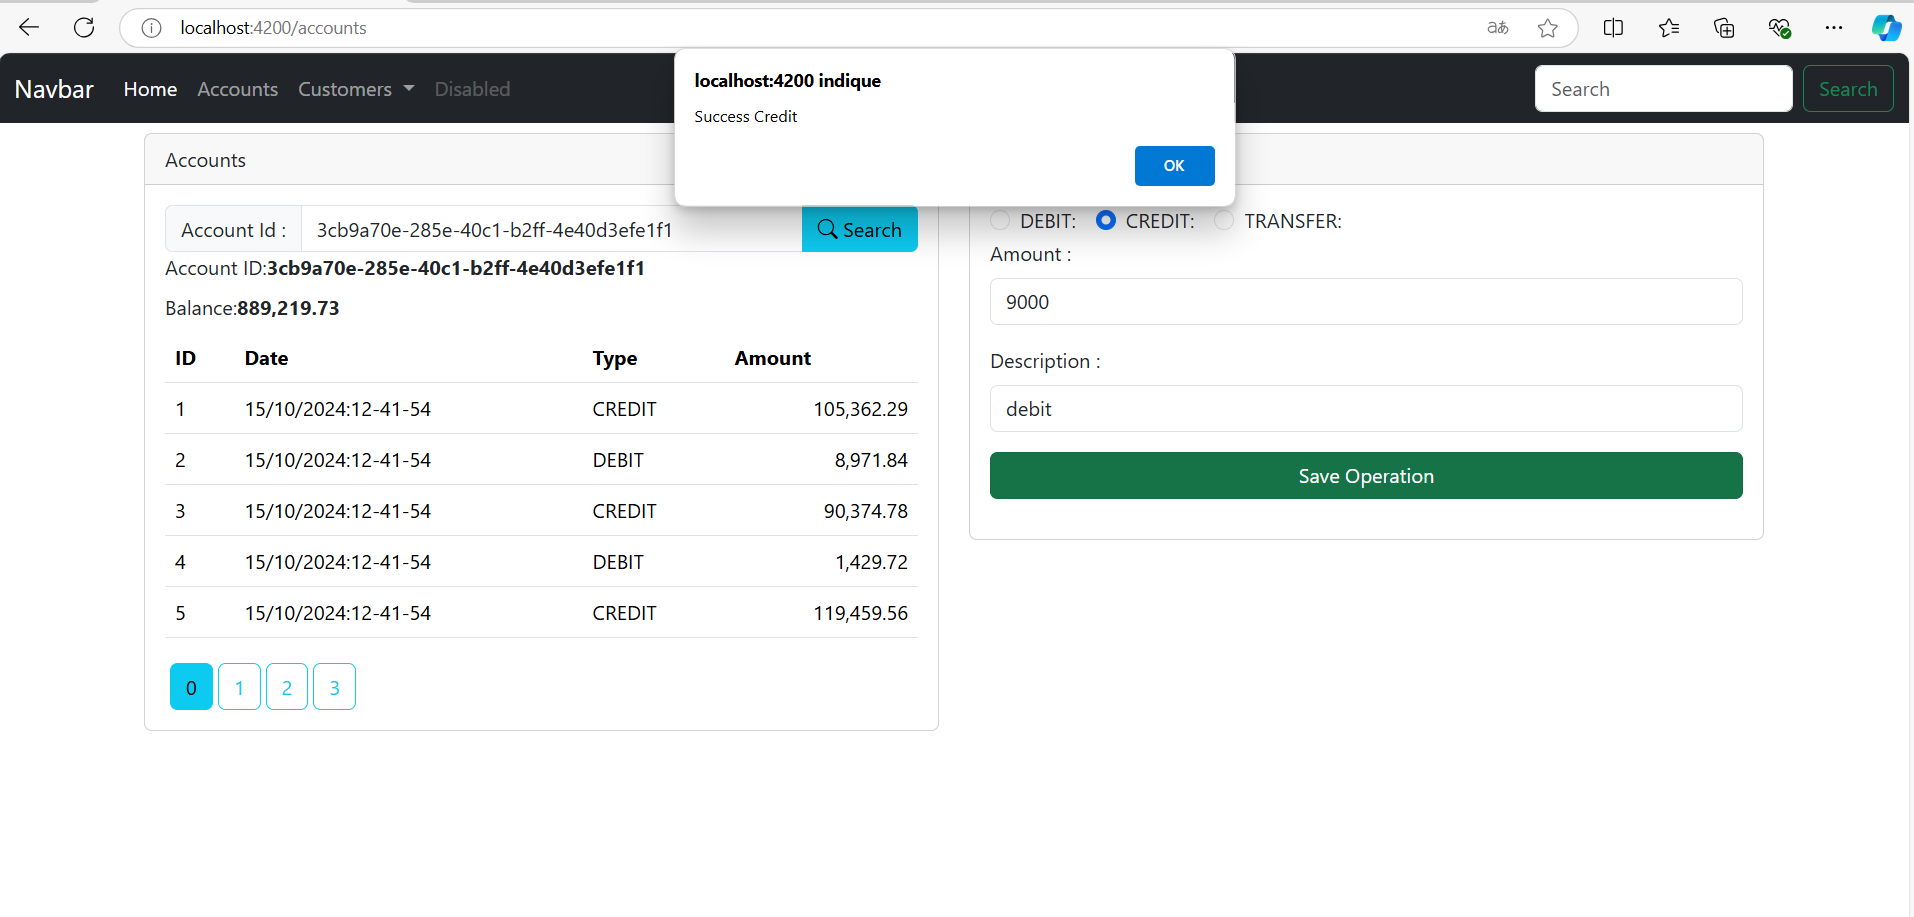 localhost:4200/accounts
aあ
Navbar Home Accounts Customers Disabled Search Search
localhost:4200 indique
Success Credit
OK
Accounts
Account Id : 3cb9a70e-285e-40c1-b2ff-4e40d3efe1f1 Search
Account ID:3cb9a70e-285e-40c1-b2ff-4e40d3efe1f1
Balance:889,219.73
ID Date Type Amount
1 15/10/2024:12-41-54 CREDIT 105,362.29
2 15/10/2024:12-41-54 DEBIT 8,971.84
3 15/10/2024:12-41-54 CREDIT 90,374.78
4 15/10/2024:12-41-54 DEBIT 1,429.72
5 15/10/2024:12-41-54 CREDIT 119,459.56
0 1 2 3
DEBIT: CREDIT: TRANSFER:
Amount :
9000
Description :
debit
Save Operation